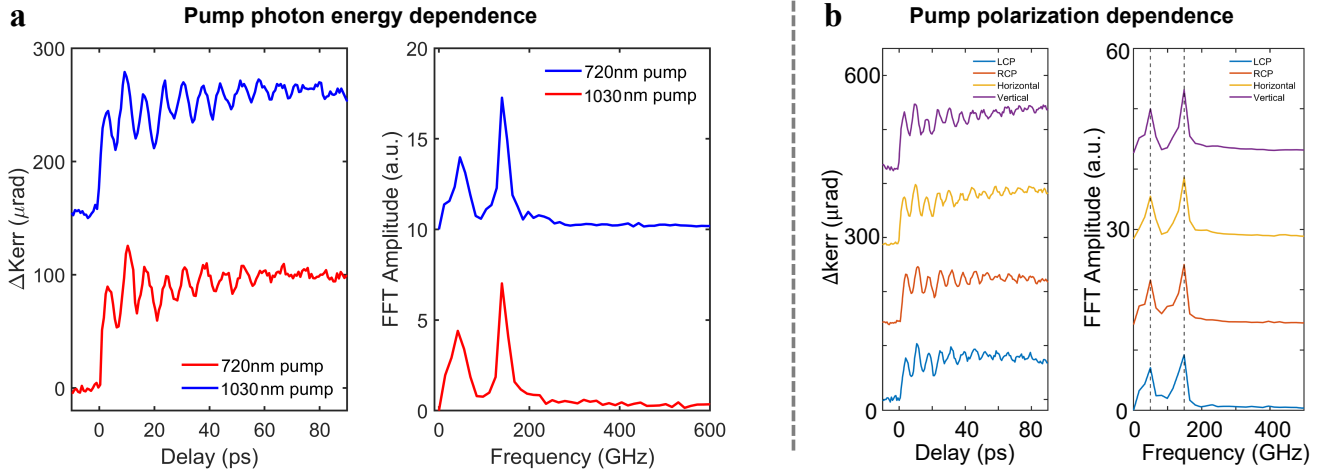 a
Pump photon energy dependence
300
200
100
0
ΔKerr (μrad)
720nm pump
1030nm pump
0 20 40 60 80
Delay (ps)
20
15
10
5
0
FFT Amplitude (a.u.)
720nm pump
1030nm pump
0 200 400 600
Frequency (GHz)
b
Pump polarization dependence
600
300
0
Δkerr (μrad)
LCP
RCP
Horizontal
Vertical
0 20 40 60 80
Delay (ps)
60
30
0
FFT Amplitude (a.u.)
LCP
RCP
Horizontal
Vertical
0 200 400 600
Frequency (GHz)